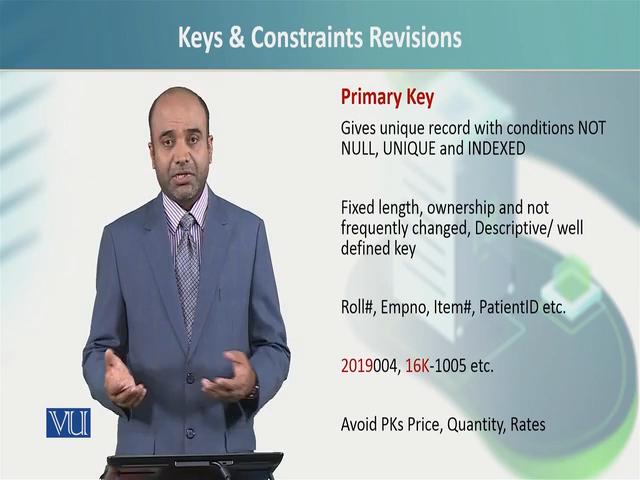 Keys & Constraints Revisions
Primary Key
Gives unique record with conditions NOT
NULL, UNIQUE and INDEXED
Fixed length, ownership and not
frequently changed, Descriptive/ well
defined key
Roll#, Empno, Item#, PatientID etc.
2019004, 16K-1005 etc.
Avoid PKs Price, Quantity, Rates
VU